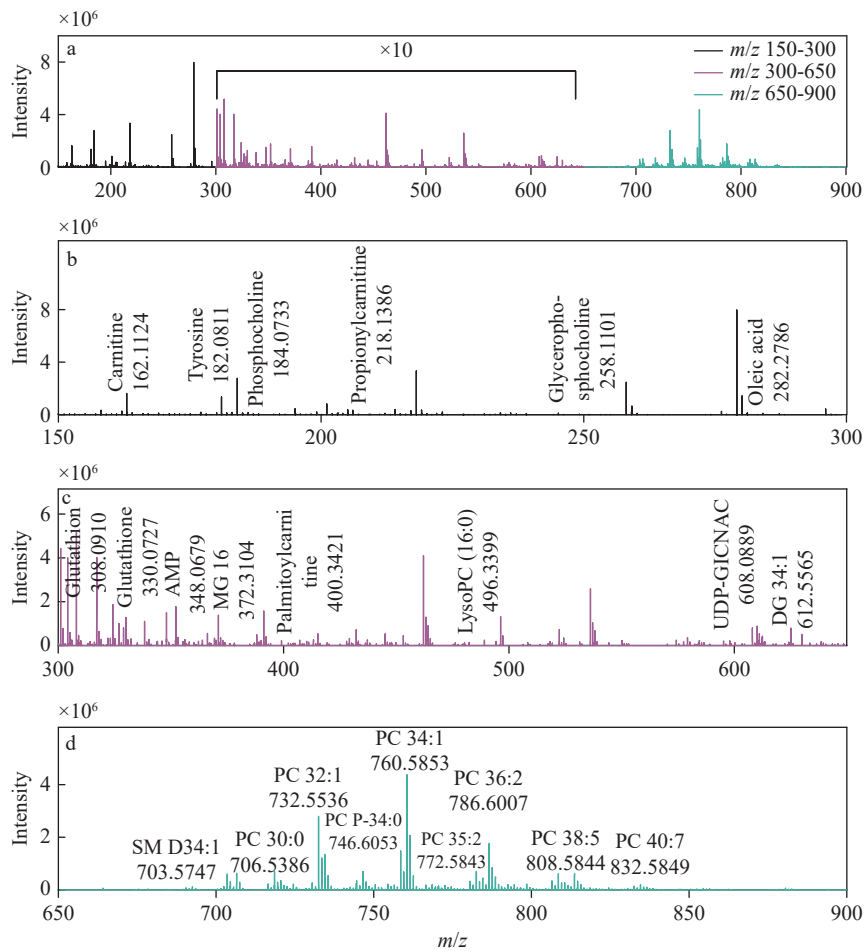 ×10⁶
a
×10
m/z 150-300
m/z 300-650
m/z 650-900
8
4
0
Intensity
200
300
400
500
600
700
800
900
×10⁶
b
8
4
0
Intensity
Carnitine
162.1124
Tyrosine
182.0811
Phosphocholine
184.0733
Propionylcarnitine
218.1386
Glyceropho-
sphocholine
258.1101
Oleic acid
282.2786
150
200
250
300
×10⁶
c
6
4
2
0
Intensity
Glutathion
308.0910
Glutathione
330.0727
AMP
348.0679
MG 16
372.3104
Palmitoylcarni
tine
400.3421
LysoPC (16:0)
496.3399
UDP-GICNAC
608.0889
DG 34:1
612.5565
300
400
500
600
×10⁶
d
4
2
0
Intensity
SM D34:1
703.5747
PC 30:0
706.5386
PC 32:1
732.5536
PC P-34:0
746.6053
PC 34:1
760.5853
PC 35:2
772.5843
PC 36:2
786.6007
PC 38:5
808.5844
PC 40:7
832.5849
650
700
750
800
850
900
m/z